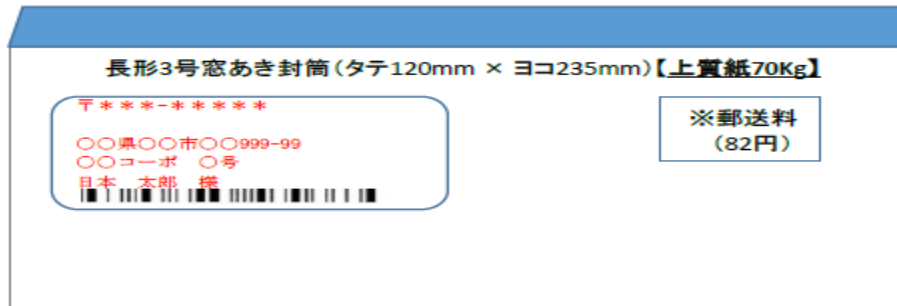 長形3号窓あき封筒(タテ120mm × ヨコ235mm)【上質紙70Kg】
〒***-*****
※郵送料
(82円)
○○県○○市○○999-99
○○コーポ ○号
日本 太郎 様